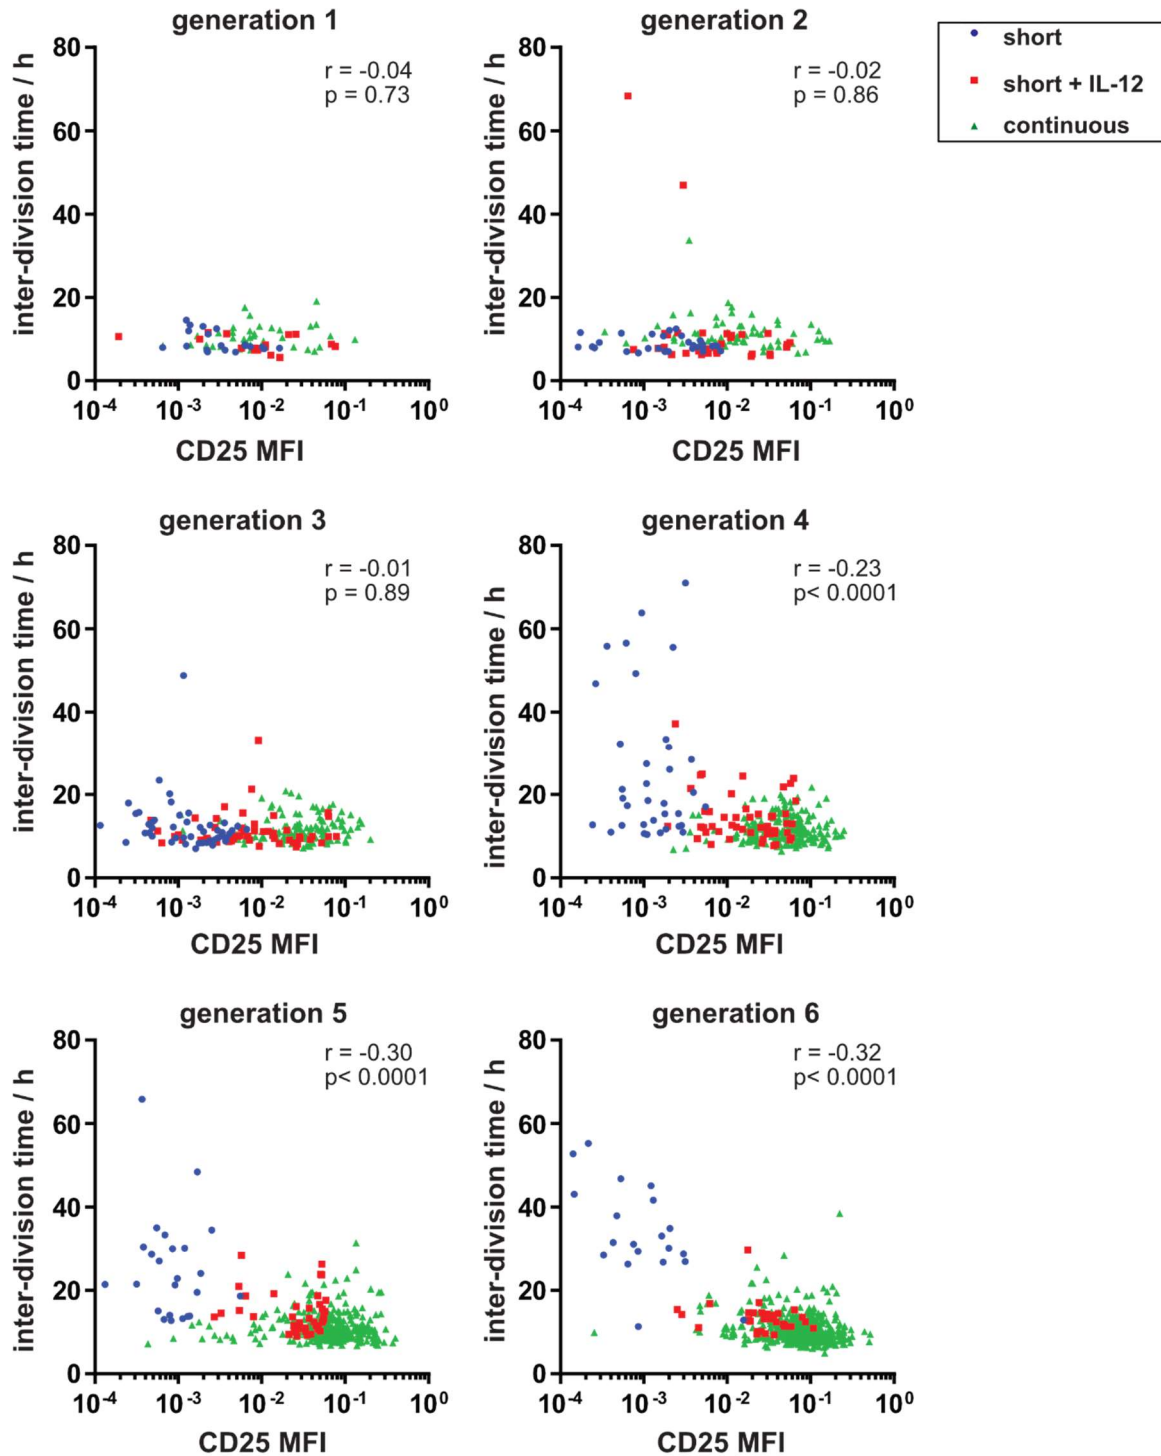 generation 1
inter-division time / h
r = -0.04
p = 0.73
80
60
40
20
0
10-4 10-3 10-2 10-1 100
CD25 MFI
generation 2
inter-division time / h
r = -0.02
p = 0.86
80
60
40
20
0
10-4 10-3 10-2 10-1 100
CD25 MFI
short
short + IL-12
continuous
generation 3
inter-division time / h
r = -0.01
p = 0.89
80
60
40
20
0
10-4 10-3 10-2 10-1 100
CD25 MFI
generation 4
inter-division time / h
r = -0.23
p< 0.0001
80
60
40
20
0
10-4 10-3 10-2 10-1 100
CD25 MFI
generation 5
inter-division time / h
r = -0.30
p< 0.0001
80
60
40
20
0
10-4 10-3 10-2 10-1 100
CD25 MFI
generation 6
inter-division time / h
r = -0.32
p< 0.0001
80
60
40
20
0
10-4 10-3 10-2 10-1 100
CD25 MFI